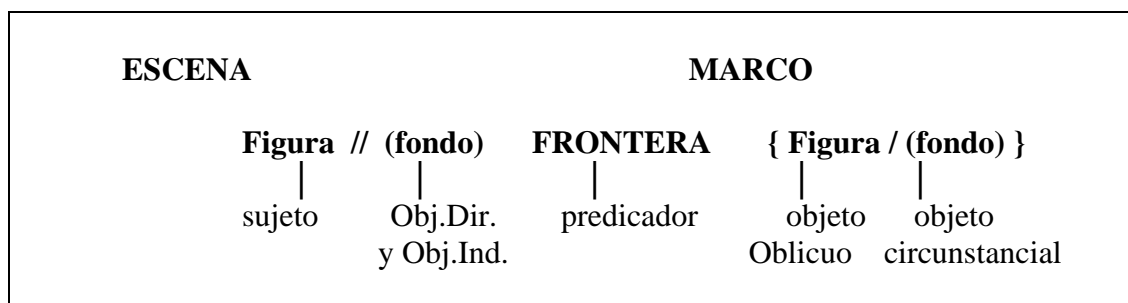 ESCENA MARCO
Figura // (fondo) FRONTERA { Figura / (fondo) }
sujeto Obj.Dir. predicador objeto objeto
y Obj.Ind. Oblicuo circunstancial